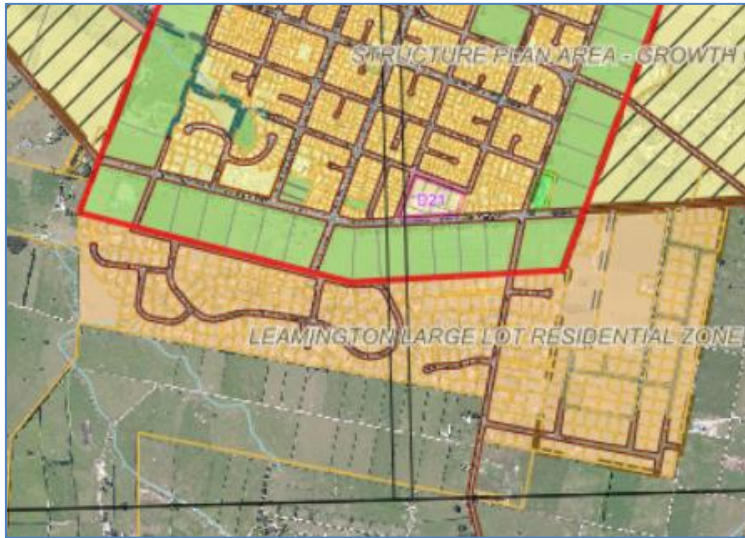 STRUCTURE PLAN AREA - GROWTH
D21
LEAMINGTON LARGE LOT RESIDENTIAL ZONE